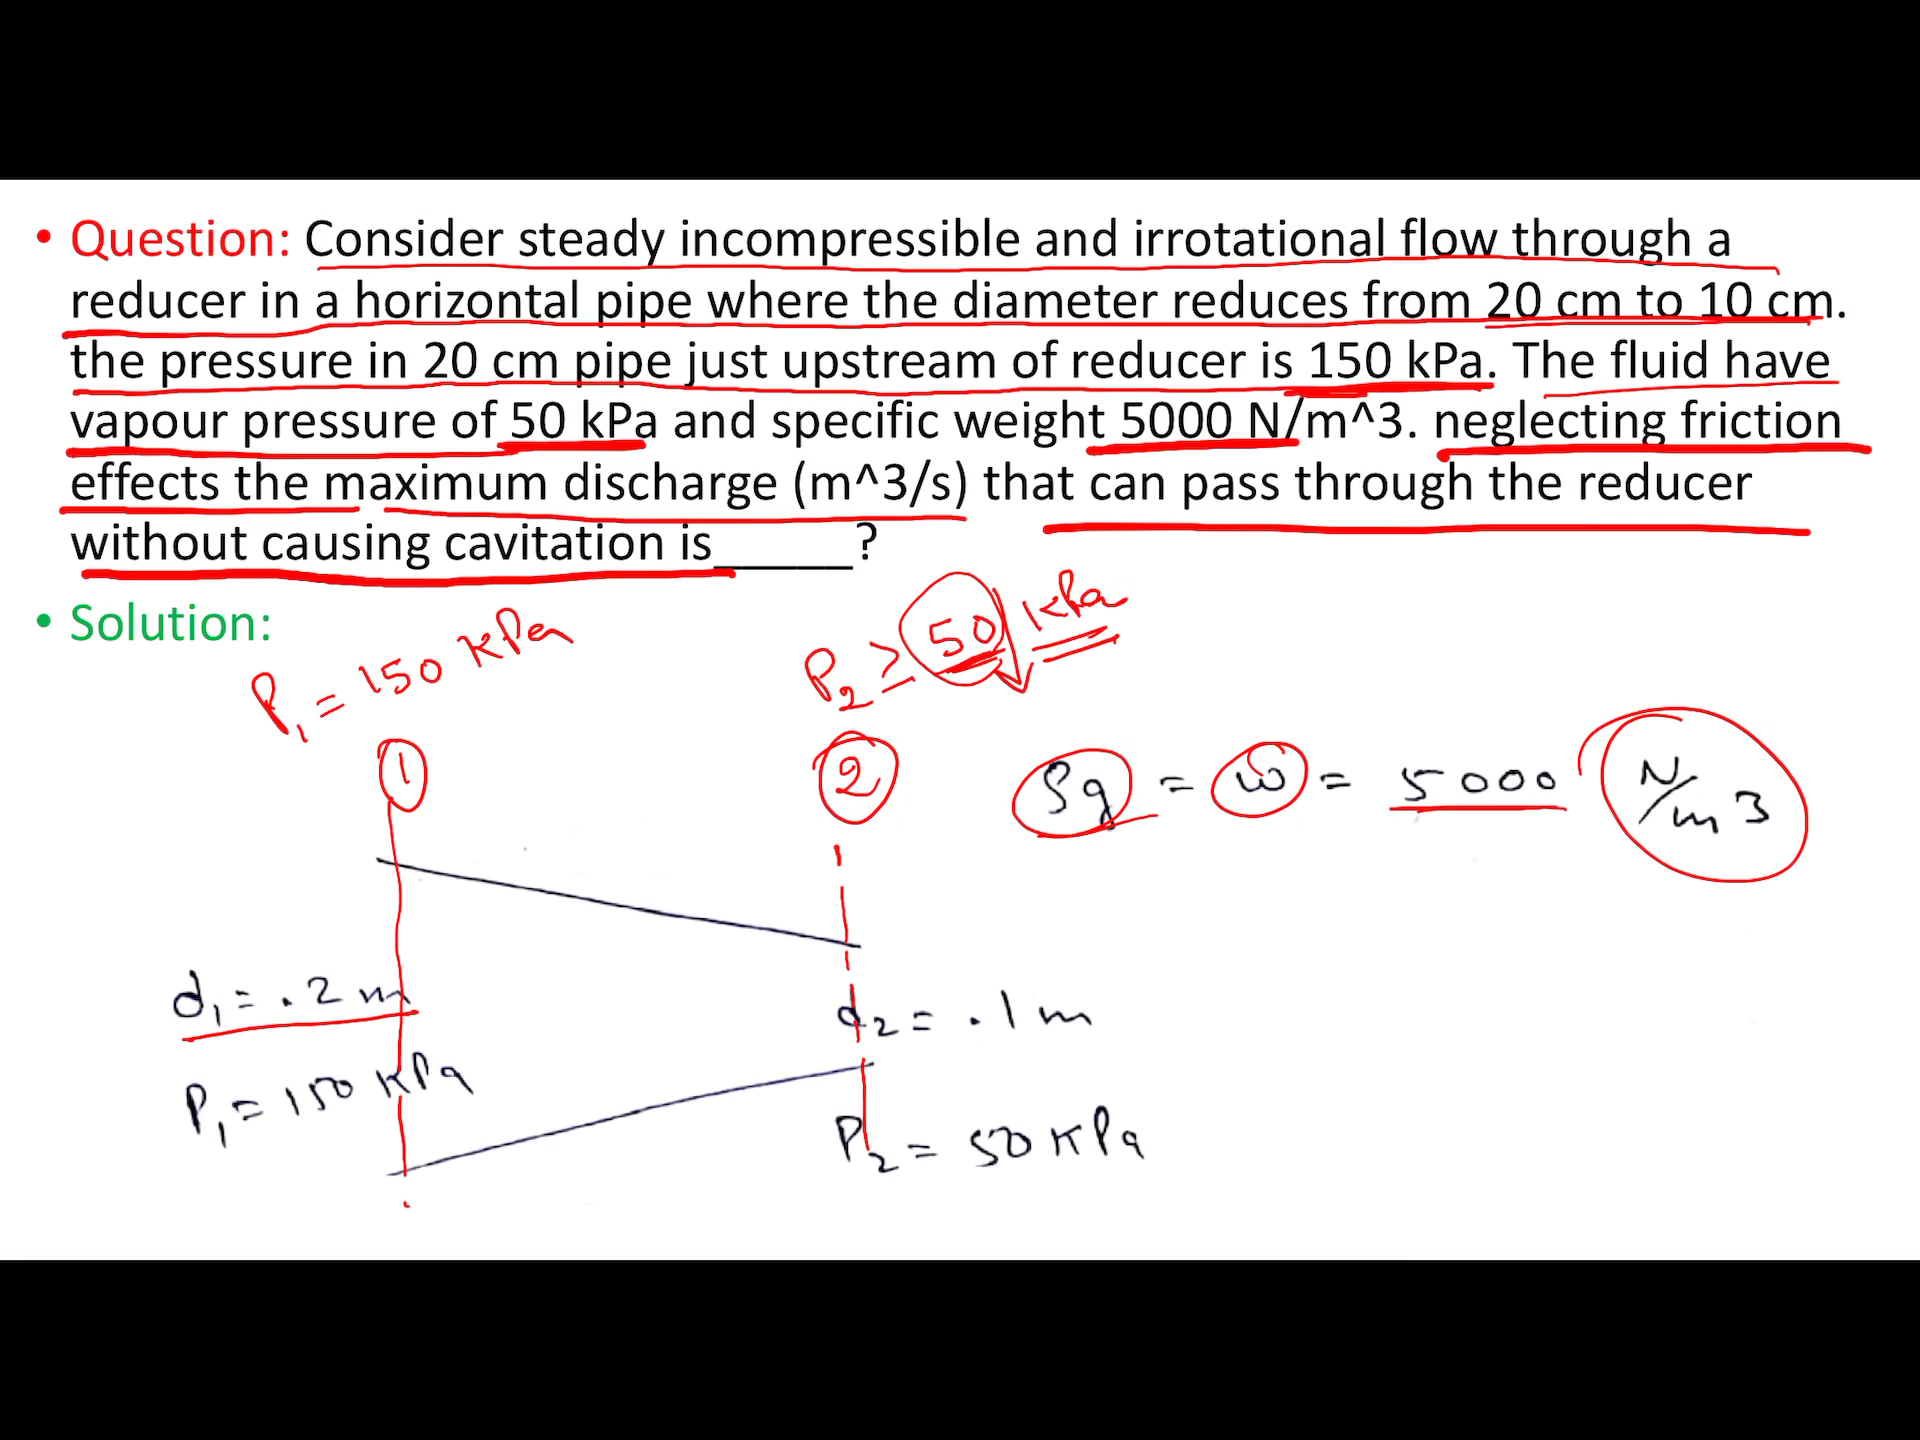 • Question: Consider steady incompressible and irrotational flow through a
reducer in a horizontal pipe where the diameter reduces from 20 cm to 10 cm.
the pressure in 20 cm pipe just upstream of reducer is 150 kPa. The fluid have
vapour pressure of 50 kPa and specific weight 5000 N/m^3. neglecting friction
effects the maximum discharge (m^3/s) that can pass through the reducer
without causing cavitation is_____?
• Solution:
P₁ = 150 KPa
P₂ ≥ 50 KPa
1
2
ρg = ω = 5000 N/m3
d₁ = .2 m
d₂ = .1 m
P₁ = 150 KPa
P₂ = 50 KPa